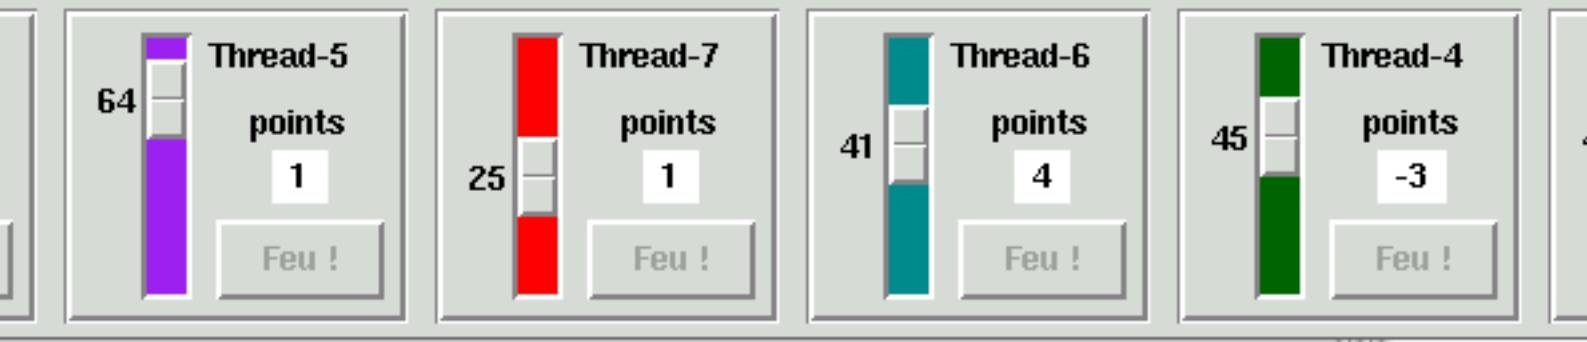 Thread-5
64
points
1
Feu !
Thread-7
25
points
1
Feu !
Thread-6
41
points
4
Feu !
Thread-4
45
points
-3
Feu !